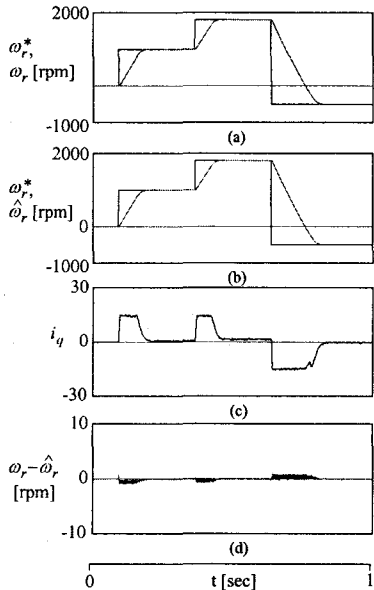 2000
ω_r^*,
ω_r [rpm]
-1000
(a)
2000
ω_r^*,
ω̂_r [rpm]
0
-1000
(b)
30
i_q
0
-30
(c)
10
ω_r-ω̂_r
0
[rpm]
-10
(d)
0
t [sec]
1